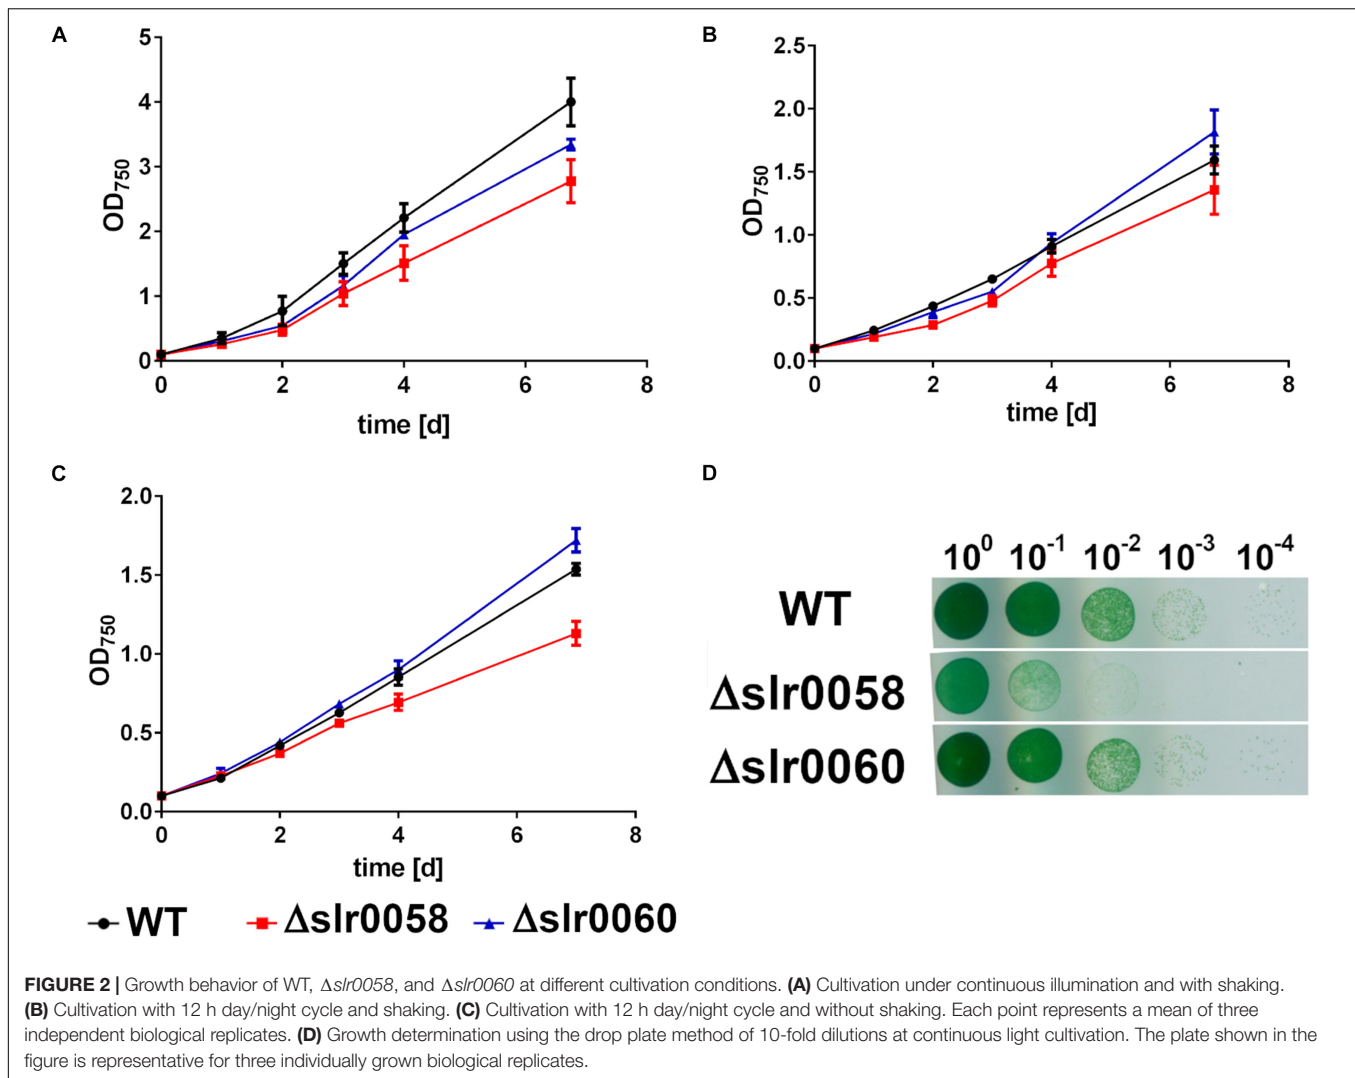 A
5
4
3
2
1
0
OD750
0 2 4 6 8
time [d]
B
2.5
2.0
1.5
1.0
0.5
0.0
OD750
0 2 4 6 8
time [d]
C
2.0
1.5
1.0
0.5
0.0
OD750
0 2 4 6 8
time [d]
D
10⁰ 10⁻¹ 10⁻² 10⁻³ 10⁻⁴
WT
Δslr0058
Δslr0060
WT Δslr0058 Δslr0060
FIGURE 2 | Growth behavior of WT, Δslr0058, and Δslr0060 at different cultivation conditions. (A) Cultivation under continuous illumination and with shaking.
(B) Cultivation with 12 h day/night cycle and shaking. (C) Cultivation with 12 h day/night cycle and without shaking. Each point represents a mean of three
independent biological replicates. (D) Growth determination using the drop plate method of 10-fold dilutions at continuous light cultivation. The plate shown in the
figure is representative for three individually grown biological replicates.